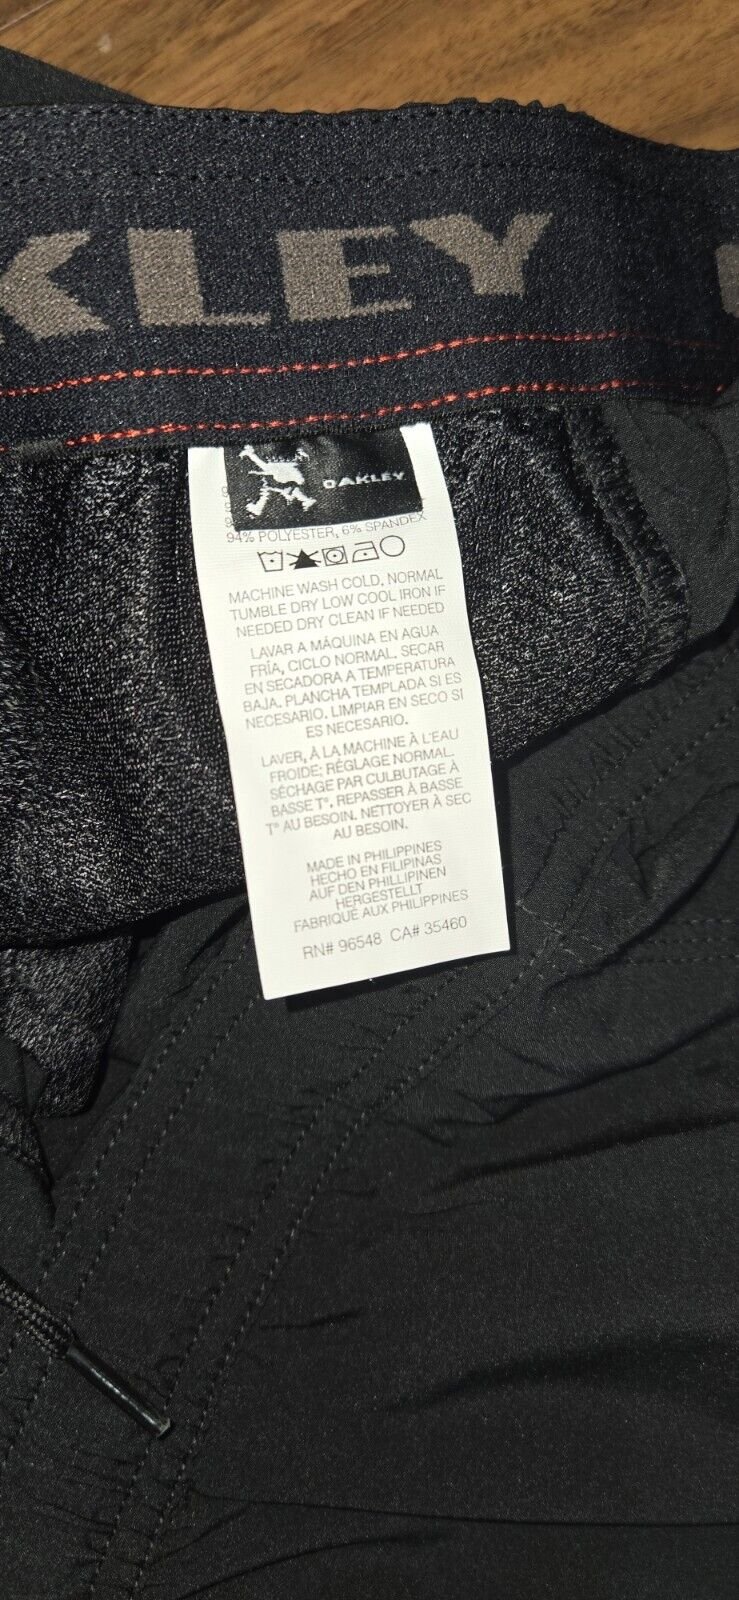 KLEY
OAKLEY
94% POLYESTER, 6% SPANDEX
MACHINE WASH COLD, NORMAL
TUMBLE DRY LOW COOL IRON IF
NEEDED DRY CLEAN IF NEEDED
LAVAR A MÁQUINA EN AGUA
FRÍA, CICLO NORMAL. SECAR
EN SECADORA A TEMPERATURA
BAJA. PLANCHA TEMPLADA SI ES
NECESARIO. LIMPIAR EN SECO SI
ES NECESARIO.
LAVER, À LA MACHINE À L'EAU
FROIDE; RÉGLAGE NORMAL.
SÉCHAGE PAR CULBUTAGE À
BASSE T°, REPASSER À BASSE
T° AU BESOIN. NETTOYER À SEC
AU BESOIN.
MADE IN PHILIPPINES
HECHO EN FILIPINAS
AUF DEN PHILLIPINEN
HERGESTELLT
FABRIQUÉ AUX PHILIPPINES
RN# 96548 CA# 35460